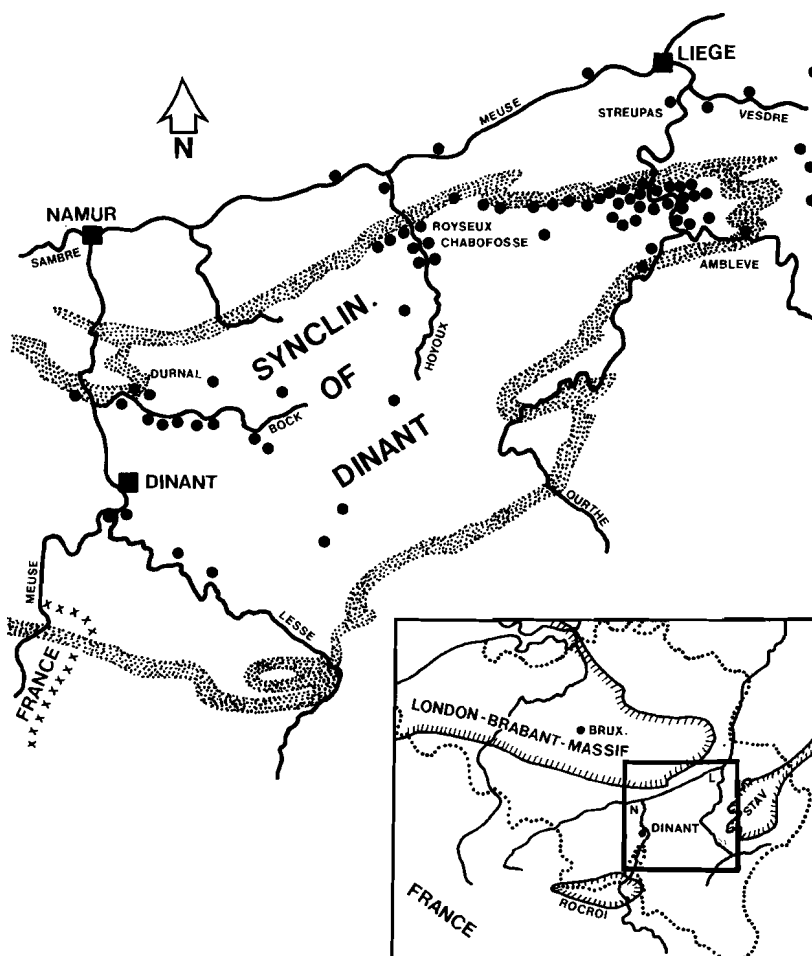 LIEGE
MEUSE
STREUPAS
VESDRE
N
NAMUR
SAMBRE
ROYSEUX
CHABOFOSSE
AMBLEVE
SYNCLIN.
OF
DINANT
HOYOUX
DURNAL
BOCK
DINANT
OURTHE
MEUSE
LESSE
FRANCE
LONDON-BRABANT-MASSIF
BRUX.
L
STAV
N
DINANT
ROCROI
FRANCE